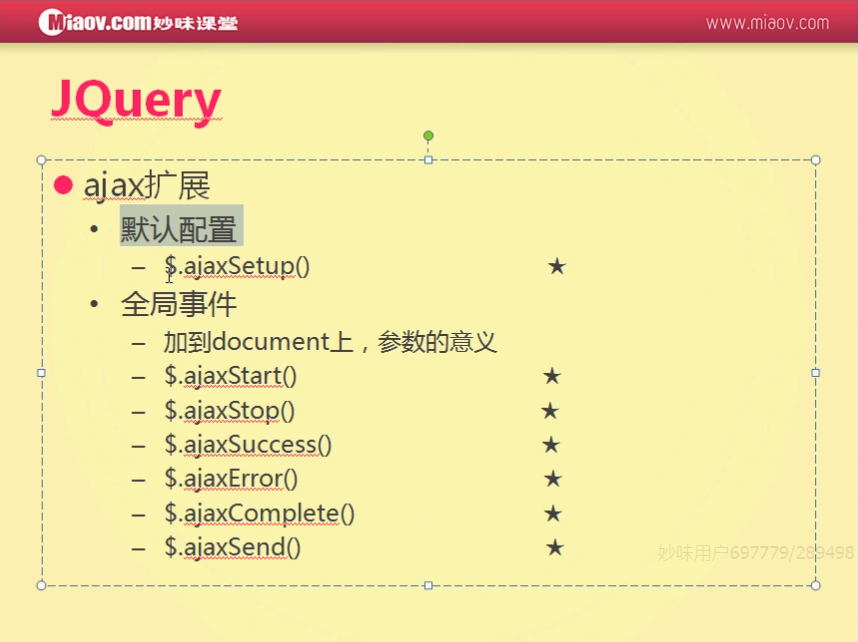 Miaov.com妙味课堂
www.miaov.com
JQuery
ajax扩展
默认配置
$.ajaxSetup() ★
全局事件
加到document上，参数的意义
$.ajaxStart() ★
$.ajaxStop() ★
$.ajaxSuccess() ★
$.ajaxError() ★
$.ajaxComplete() ★
$.ajaxSend() ★
妙味用户697779/289498